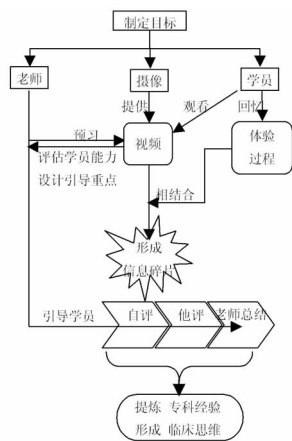 制定目标
老师
摄像
学员
提供
观看
回忆
预习
视频
体验
过程
评估学员能力
设计引导重点
相结合
形成
信息碎片
引导学员
自评
他评
老师总结
提炼 专科经验
形成 临床思维